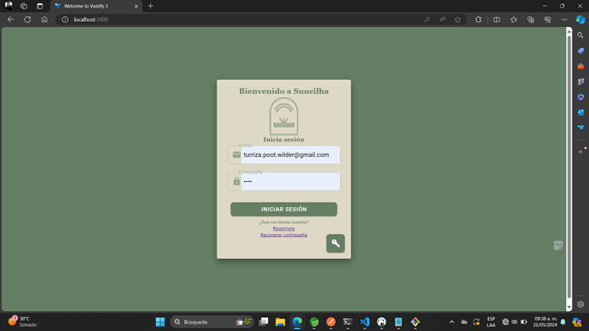 Welcome to Vuetify 3
localhost:3000
Bienvenido a Suucilha
Inicia sesión
Correo
turriza.poot.wilder@gmail.com
Contraseña
••••
INICIAR SESIÓN
¿Aun no tienes cuenta?
Registrate
Recuperar contraseña
30°C
Soleado
Búsqueda
ESP
LAA
09:38 a. m.
23/05/2024